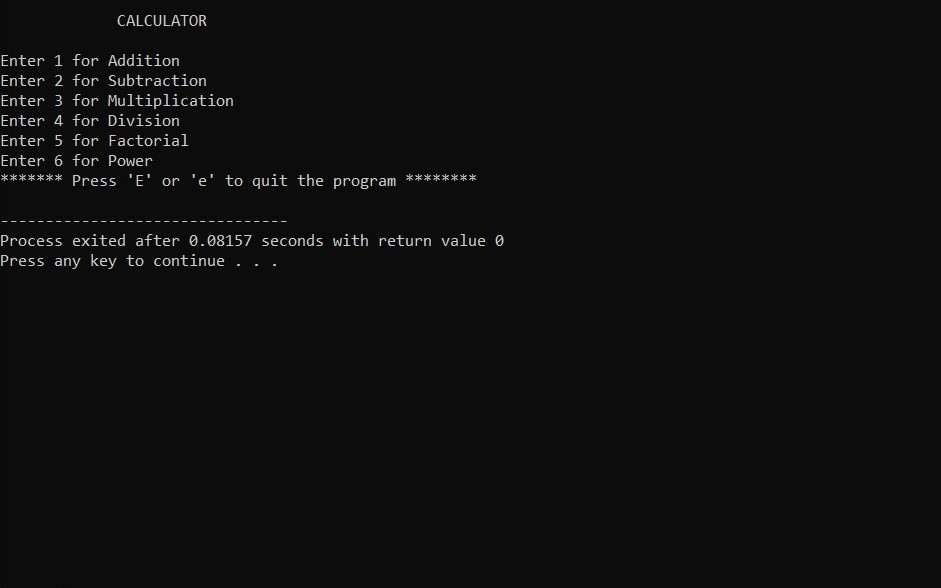 CALCULATOR
Enter 1 for Addition
Enter 2 for Subtraction
Enter 3 for Multiplication
Enter 4 for Division
Enter 5 for Factorial
Enter 6 for Power
******* Press 'E' or 'e' to quit the program ********
--------------------------------
Process exited after 0.08157 seconds with return value 0
Press any key to continue . . .